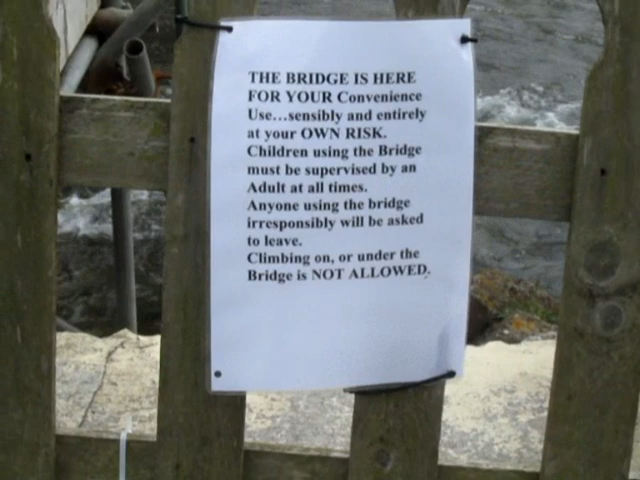 THE BRIDGE IS HERE
FOR YOUR Convenience
Use...sensibly and entirely
at your OWN RISK.
Children using the Bridge
must be supervised by an
Adult at all times.
Anyone using the bridge
irresponsibly will be asked
to leave.
Climbing on, or under the
Bridge is NOT ALLOWED.